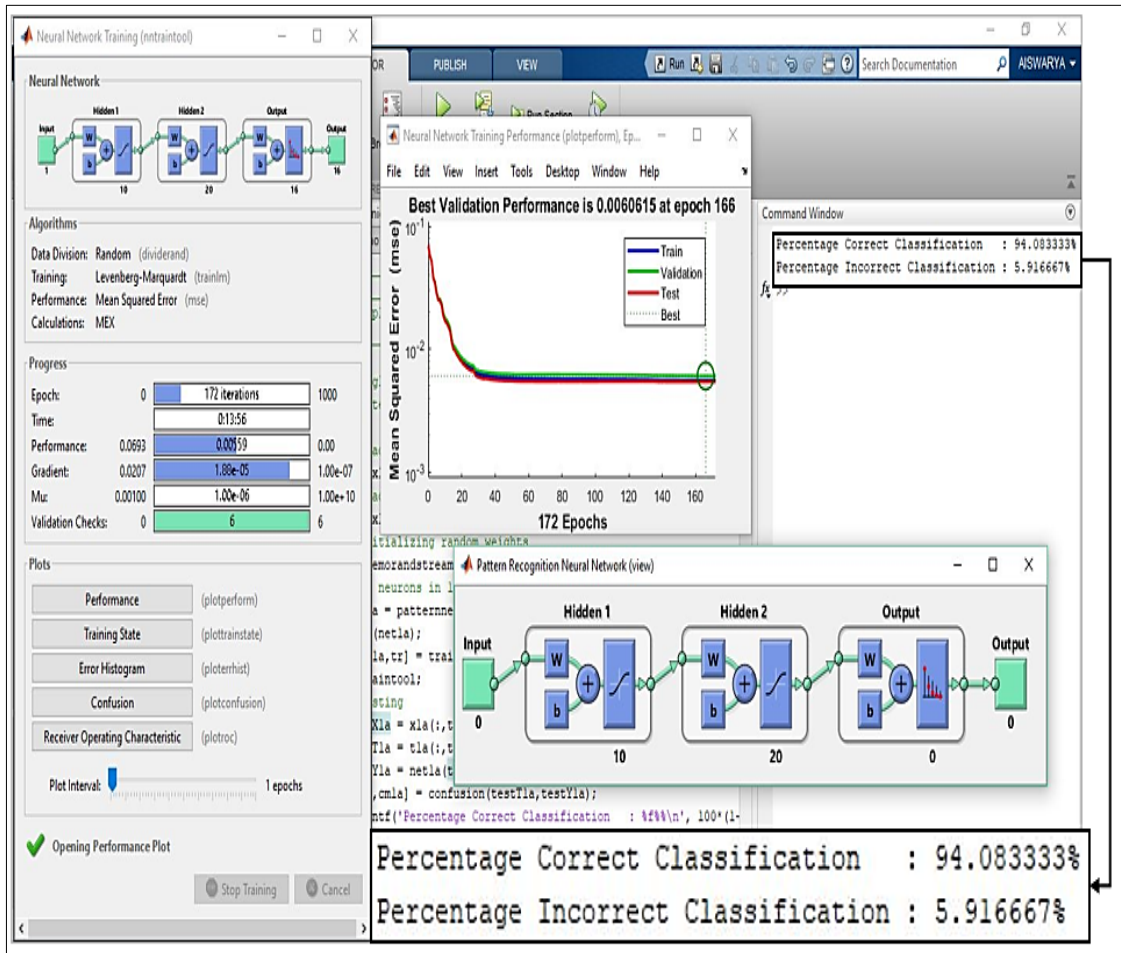 Neural Network Training (nntraintool)
Neural Network
Hidden 1
Hidden 2
Output
Input
W
b
W
b
W
b
Output
1
10
20
16
16
Algorithms
Data Division: Random (dividerand)
Training: Levenberg-Marquardt (trainlm)
Performance: Mean Squared Error (mse)
Calculations: MEX
Progress
Epoch: 0 172 iterations 1000
Time: 0:13:56
Performance: 0.0693 0.00559 0.00
Gradient: 0.0207 1.88e-05 1.00e-07
Mu: 0.00100 1.00e-06 1.00e+10
Validation Checks: 0 6 6
Plots
Performance (plotperform)
Training State (plottrainstate)
Error Histogram (ploterrhist)
Confusion (plotconfusion)
Receiver Operating Characteristic (plotroc)
Plot Interval: 1 epochs
Opening Performance Plot
Stop Training Cancel
OR PUBLISH VIEW
Run
Search Documentation
AISWARYA
Run Section
Neural Network Training Performance (plotperform), Ep...
File Edit View Insert Tools Desktop Window Help
Best Validation Performance is 0.0060615 at epoch 166
Mean Squared Error (mse)
10-1
10-2
10-3
Train
Validation
Test
Best
0 20 40 60 80 100 120 140 160
172 Epochs
Command Window
Percentage Correct Classification : 94.083333%
Percentage Incorrect Classification : 5.916667%
fx >>
itializing random weights
emorandstream
neurons in l
a = patternne
(netla);
la,tr] = trai
aintool;
sting
Xla = xla(:,t
Tla = tla(:,t
Yla = netla(t
,cmla] = confusion(testTla,testYla);
ntf('Percentage Correct Classification : %f%%\n', 100*(1-
Pattern Recognition Neural Network (view)
Hidden 1
Hidden 2
Output
Input
W
b
W
b
W
b
Output
0
10
20
0
0
Percentage Correct Classification : 94.083333%
Percentage Incorrect Classification : 5.916667%